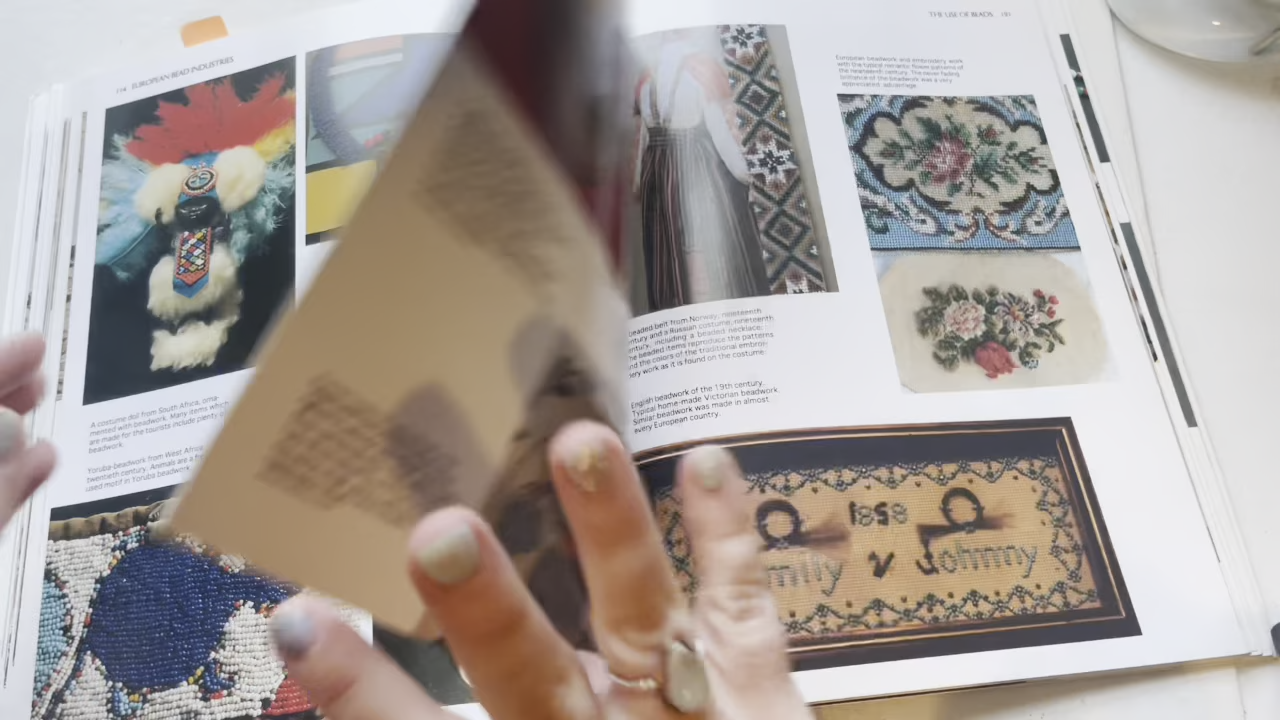 114 EUROPEAN BEAD INDUSTRIES
A costume doll from South Africa, orna-
mented with beadwork. Many items which
are made for the tourists include plenty
beadwork.
Yoruba-beadwork from West Africa
twentieth century. Animals are a
used motif in Yoruba beadwork.
THE USE OF BEADS
European beadwork and embroidery work
with the typical romantic flower patterns of
the nineteenth century. The never fading
brilliance of the beadwork was a very
appreciated advantage.
beaded belt from Norway, nineteenth
century and a Russian costume, nineteenth
century, including a beaded necklace.
The beaded items reproduce the patterns
and the colors of the traditional embroi-
dery work as it is found on the costume.
English beadwork of the 19th century.
Typical home-made Victorian beadwork.
Similar beadwork was made in almost
every European country.
1858
mily v Johnny